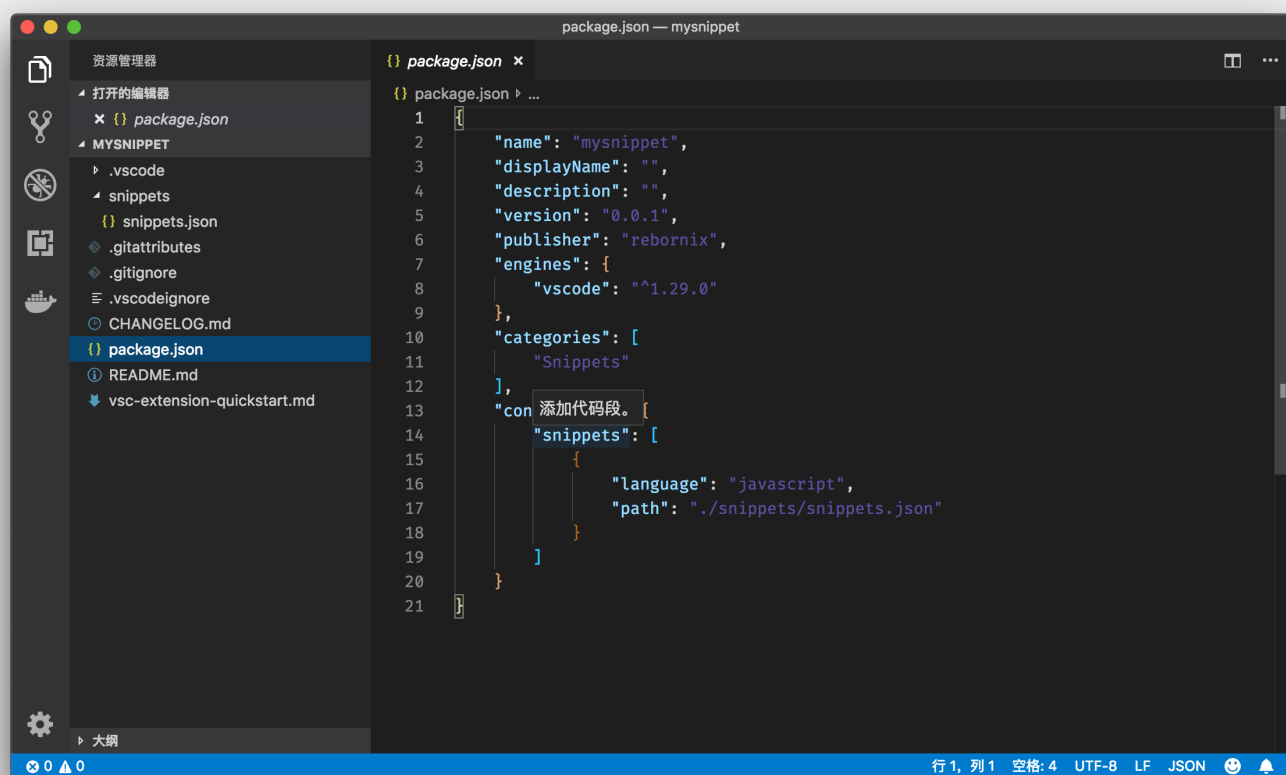 package.json — mysnippet
资源管理器
打开的编辑器
{} package.json
MYSNIPPET
.vscode
snippets
{} snippets.json
.gitattributes
.gitignore
.vscodeignore
CHANGELOG.md
{} package.json
README.md
vsc-extension-quickstart.md
大纲
{} package.json
{} package.json ...
1 {
2 "name": "mysnippet",
3 "displayName": "",
4 "description": "",
5 "version": "0.0.1",
6 "publisher": "rebornix",
7 "engines": {
8 "vscode": "^1.29.0"
9 },
10 "categories": [
11 "Snippets"
12 ],
13 "con 添加代码段。 {
14 "snippets": [
15 {
16 "language": "javascript",
17 "path": "./snippets/snippets.json"
18 }
19 ]
20 }
21 }
0 0
行 1，列 1 空格: 4 UTF-8 LF JSON